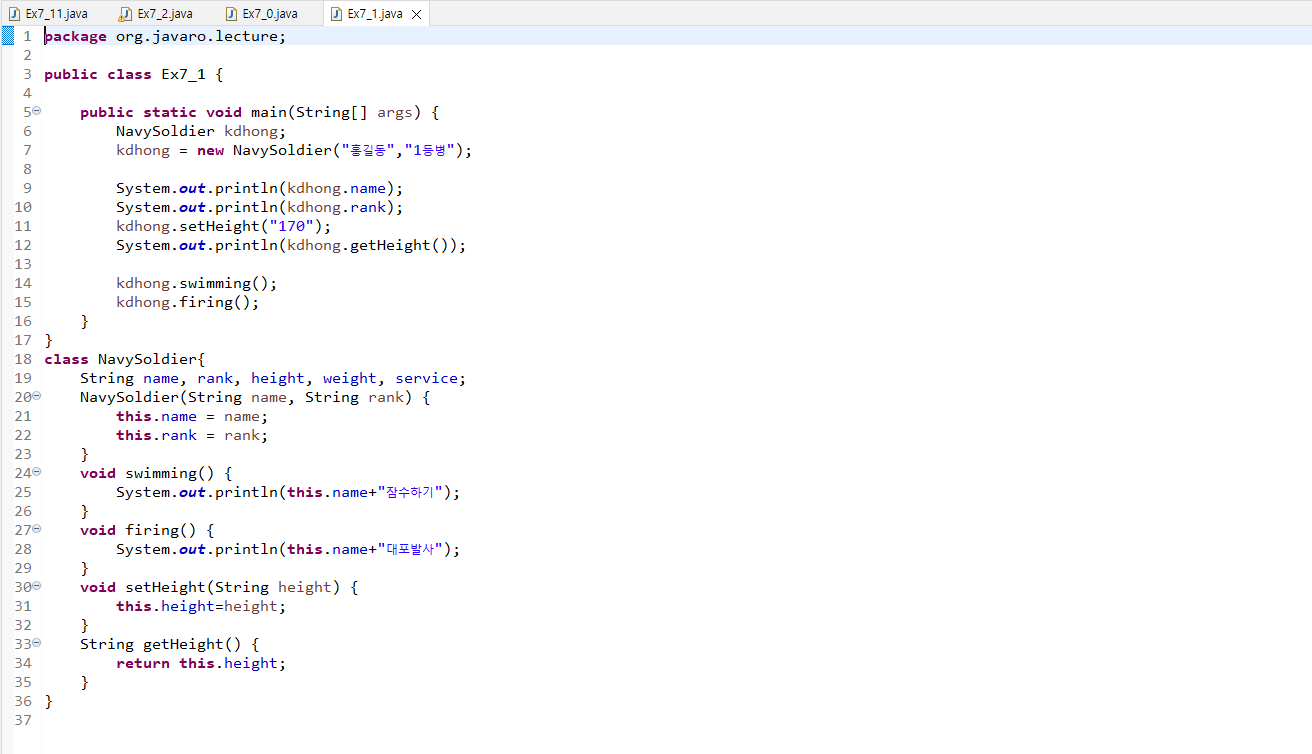 Ex7_11.java Ex7_2.java Ex7_0.java Ex7_1.java
1 package org.javaro.lecture;
2
3 public class Ex7_1 {
4
5 public static void main(String[] args) {
6 NavySoldier kdhong;
7 kdhong = new NavySoldier("홍길동","1등병");
8
9 System.out.println(kdhong.name);
10 System.out.println(kdhong.rank);
11 kdhong.setHeight("170");
12 System.out.println(kdhong.getHeight());
13
14 kdhong.swimming();
15 kdhong.firing();
16 }
17 }
18 class NavySoldier{
19 String name, rank, height, weight, service;
20 NavySoldier(String name, String rank) {
21 this.name = name;
22 this.rank = rank;
23 }
24 void swimming() {
25 System.out.println(this.name+"잠수하기");
26 }
27 void firing() {
28 System.out.println(this.name+"대포발사");
29 }
30 void setHeight(String height) {
31 this.height=height;
32 }
33 String getHeight() {
34 return this.height;
35 }
36 }
37